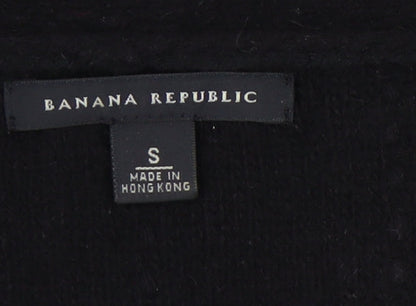 BANANA REPUBLIC
S
MADE IN
HONG KONG